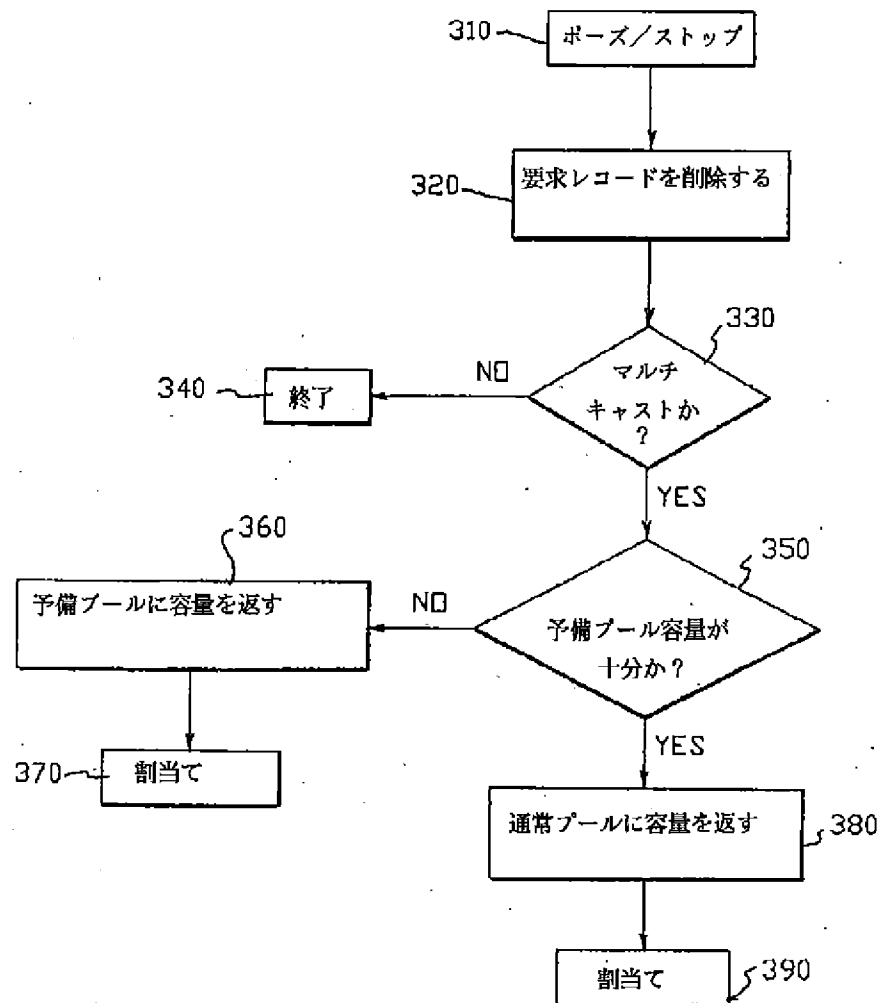 310
ポーズ/ストップ
320
要求レコードを削除する
330
マルチ
キャストか
?
NO
340
終了
YES
350
予備プール容量が
十分か?
NO
360
予備プールに容量を返す
370
割当て
YES
通常プールに容量を返す
380
割当て
390